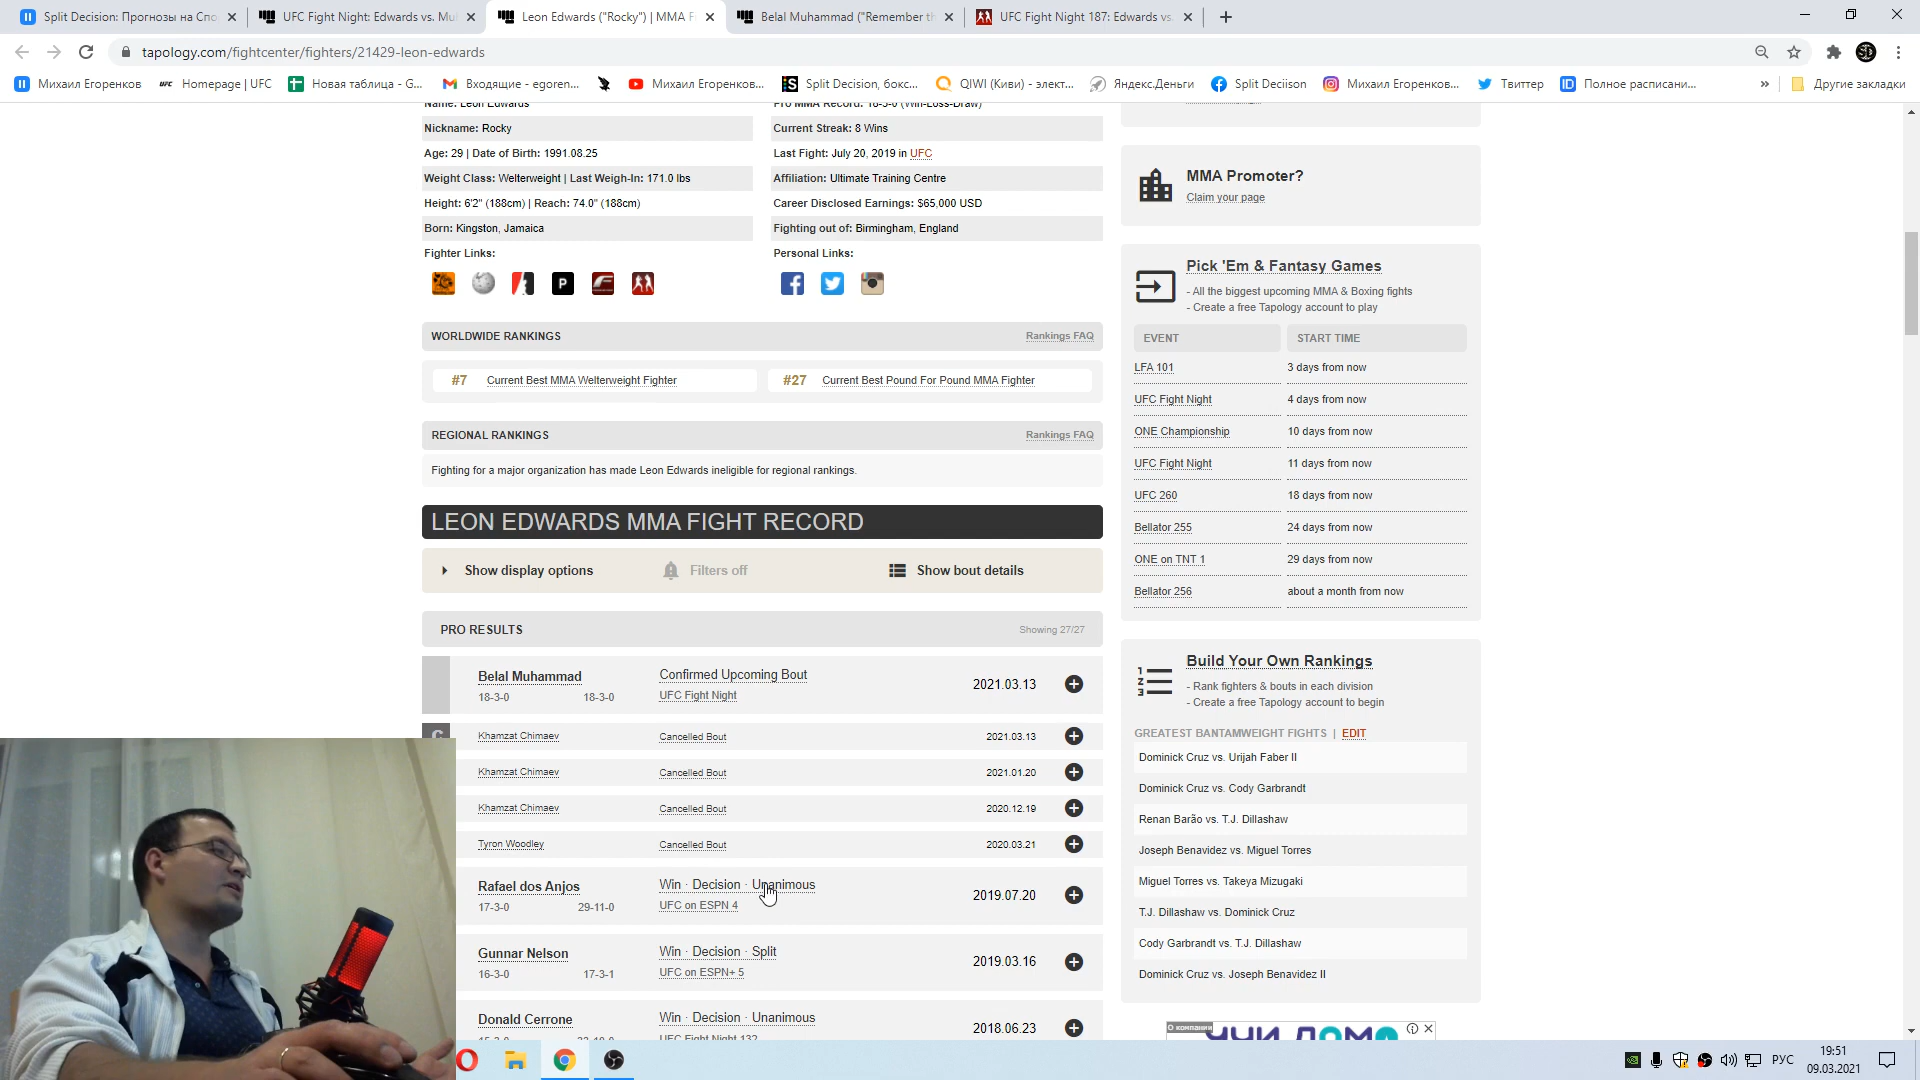 Split Decision: Прогнозы на Спо
UFC Fight Night: Edwards vs. Mu
Leon Edwards ("Rocky") | MMA F
Belal Muhammad ("Remember th
UFC Fight Night 187: Edwards vs.
tapology.com/fightcenter/fighters/21429-leon-edwards
Михаил Егоренков
Homepage | UFC
Новая таблица - G...
Входящие - egoren...
Михаил Егоренков...
Split Decision, бокс...
QIWI (Киви) - элект...
Яндекс.Деньги
Split Deciison
Михаил Егоренков...
Твиттер
Полное расписани...
»
Другие закладки
Name: Leon Edwards
Pro MMA Record: 18-3-0 (Win-Loss-Draw)
Nickname: Rocky
Current Streak: 8 Wins
Age: 29 | Date of Birth: 1991.08.25
Last Fight: July 20, 2019 in UFC
Weight Class: Welterweight | Last Weigh-In: 171.0 lbs
Affiliation: Ultimate Training Centre
Height: 6'2" (188cm) | Reach: 74.0" (188cm)
Career Disclosed Earnings: $65,000 USD
Born: Kingston, Jamaica
Fighting out of: Birmingham, England
Fighter Links:
Personal Links:
WORLDWIDE RANKINGS
Rankings FAQ
#7 Current Best MMA Welterweight Fighter
#27 Current Best Pound For Pound MMA Fighter
REGIONAL RANKINGS
Rankings FAQ
Fighting for a major organization has made Leon Edwards ineligible for regional rankings.
LEON EDWARDS MMA FIGHT RECORD
Show display options
Filters off
Show bout details
PRO RESULTS
Showing 27/27
Belal Muhammad
Confirmed Upcoming Bout
2021.03.13
18-3-0 18-3-0
UFC Fight Night
C
Khamzat Chimaev Cancelled Bout 2021.03.13
Khamzat Chimaev Cancelled Bout 2021.01.20
Khamzat Chimaev Cancelled Bout 2020.12.19
Tyron Woodley Cancelled Bout 2020.03.21
Rafael dos Anjos
Win · Decision · Unanimous
2019.07.20
17-3-0 29-11-0
UFC on ESPN 4
Gunnar Nelson
Win · Decision · Split
2019.03.16
16-3-0 17-3-1
UFC on ESPN+ 5
Donald Cerrone
Win · Decision · Unanimous
2018.06.23
UFC Fight Night 132
MMA Promoter?
Claim your page
Pick 'Em & Fantasy Games
- All the biggest upcoming MMA & Boxing fights
- Create a free Tapology account to play
EVENT START TIME
LFA 101 3 days from now
UFC Fight Night 4 days from now
ONE Championship 10 days from now
UFC Fight Night 11 days from now
UFC 260 18 days from now
Bellator 255 24 days from now
ONE on TNT 1 29 days from now
Bellator 256 about a month from now
Build Your Own Rankings
- Rank fighters & bouts in each division
- Create a free Tapology account to begin
GREATEST BANTAMWEIGHT FIGHTS | EDIT
Dominick Cruz vs. Urijah Faber II
Dominick Cruz vs. Cody Garbrandt
Renan Barão vs. T.J. Dillashaw
Joseph Benavidez vs. Miguel Torres
Miguel Torres vs. Takeya Mizugaki
T.J. Dillashaw vs. Dominick Cruz
Cody Garbrandt vs. T.J. Dillashaw
Dominick Cruz vs. Joseph Benavidez II
О компании
РУС
19:51
09.03.2021